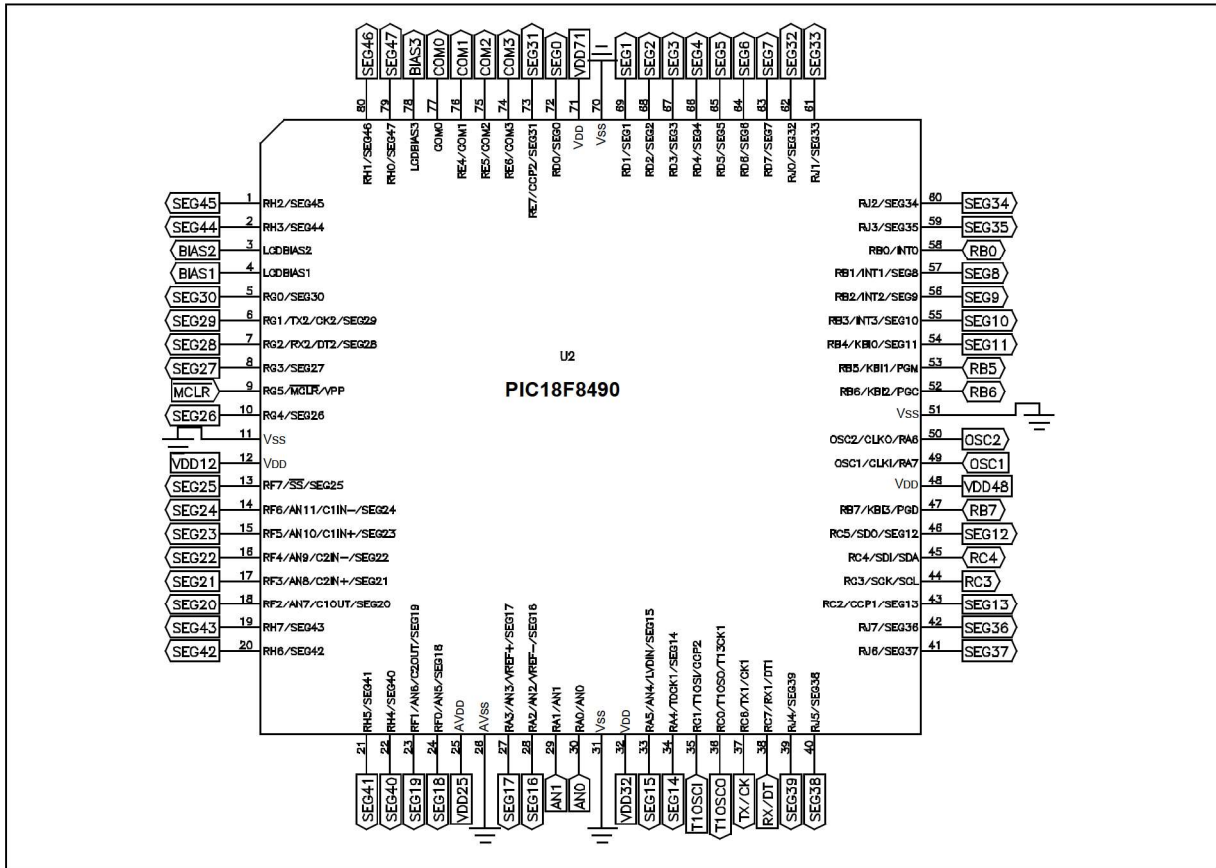 SEG46 SEG47 BIAS3 COM0 COM1 COM2 COM3 SEG31 SEG0 VDD71 SEG1 SEG2 SEG3 SEG4 SEG5 SEG6 SEG7 SEG32 SEG33
80 79 78 77 76 75 74 73 72 71 70 69 68 67 66 65 64 63 62 61
RH1/SEG46 RH0/SEG47 LCDBIAS3 COM0 RE4/COM1 RE5/COM2 RE6/COM3 RE7/CCP2/SEG31 RD0/SEG0 VDD VSS RD1/SEG1 RD2/SEG2 RD3/SEG3 RD4/SEG4 RD5/SEG5 RD6/SEG6 RD7/SEG7 RJ0/SEG32 RJ1/SEG33
SEG45 1 RH2/SEG45
SEG44 2 RH3/SEG44
BIAS2 3 LCDBIAS2
BIAS1 4 LCDBIAS1
SEG30 5 RG0/SEG30
SEG29 6 RG1/TX2/CK2/SEG29
SEG28 7 RG2/RX2/DT2/SEG28
SEG27 8 RG3/SEG27
MCLR 9 RG5/MCLR/VPP
SEG26 10 RG4/SEG26
11 VSS
VDD12 12 VDD
SEG25 13 RF7/SS/SEG25
SEG24 14 RF6/AN11/C1IN-/SEG24
SEG23 15 RF5/AN10/C1IN+/SEG23
SEG22 16 RF4/AN9/C2IN-/SEG22
SEG21 17 RF3/AN8/C2IN+/SEG21
SEG20 18 RF2/AN7/C1OUT/SEG20
SEG43 19 RH7/SEG43
SEG42 20 RH6/SEG42
U2
PIC18F8490
RJ2/SEG34 60 SEG34
RJ3/SEG35 59 SEG35
RB0/INT0 58 RB0
RB1/INT1/SEG8 57 SEG8
RB2/INT2/SEG9 56 SEG9
RB3/INT3/SEG10 55 SEG10
RB4/KBI0/SEG11 54 SEG11
RB5/KBI1/PGM 53 RB5
RB6/KBI2/PGC 52 RB6
VSS 51
OSC2/CLKO/RA6 50 OSC2
OSC1/CLKI/RA7 49 OSC1
VDD 48 VDD48
RB7/KBI3/PGD 47 RB7
RC5/SDO/SEG12 46 SEG12
RC4/SDI/SDA 45 RC4
RC3/SCK/SCL 44 RC3
RC2/CCP1/SEG13 43 SEG13
RJ7/SEG36 42 SEG36
RJ6/SEG37 41 SEG37
RH5/SEG41 RH4/SEG40 RF1/AN6/C2OUT/SEG19 RF0/AN5/SEG18 AVDD AVSS RA3/AN3/VREF+/SEG17 RA2/AN2/VREF-/SEG16 RA1/AN1 RA0/AN0 VSS VDD RA5/AN4/LVDIN/SEG15 RA4/T0CK1/SEG14 RC1/T1OSI/CCP2 RC0/T1OSO/T13CK1 RC6/TX1/CK1 RC7/RX1/DT1 RJ4/SEG39 RJ5/SEG38
21 22 23 24 25 26 27 28 29 30 31 32 33 34 35 36 37 38 39 40
SEG41 SEG40 SEG19 SEG18 VDD25 SEG17 SEG16 AN1 AN0 VDD32 SEG15 SEG14 T1OSCI T1OSCO TX/CK RX/DT SEG39 SEG38